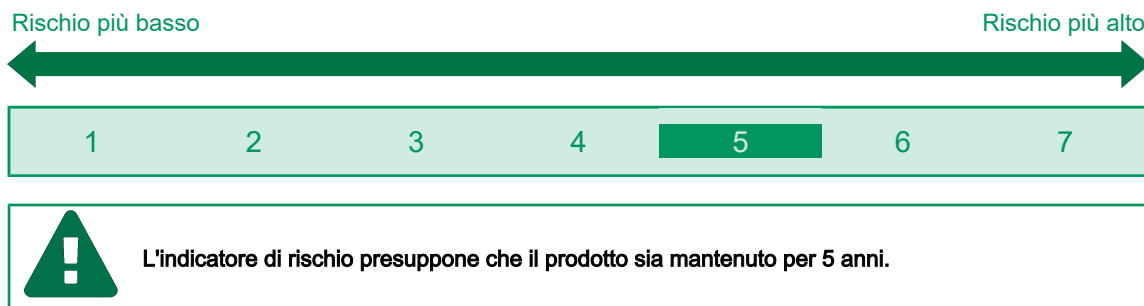 Rischio più basso Rischio più alto
1 2 3 4 5 6 7
L'indicatore di rischio presuppone che il prodotto sia mantenuto per 5 anni.